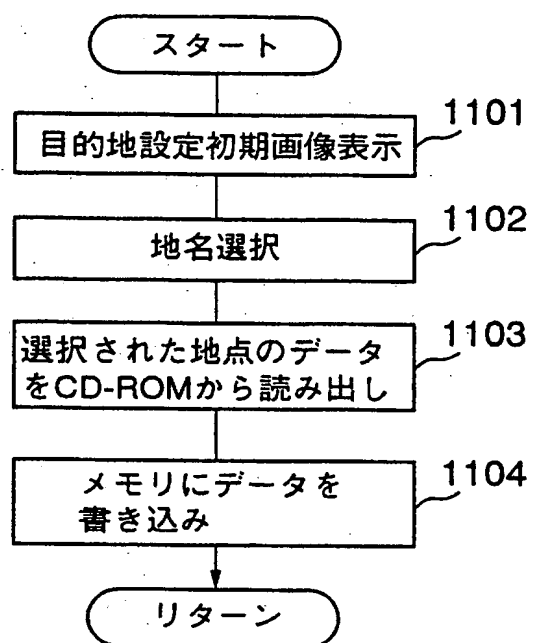 スタート
1101
目的地設定初期画像表示
1102
地名選択
1103
選択された地点のデータ
をCD-ROMから読み出し
1104
メモリにデータを
書き込み
リターン